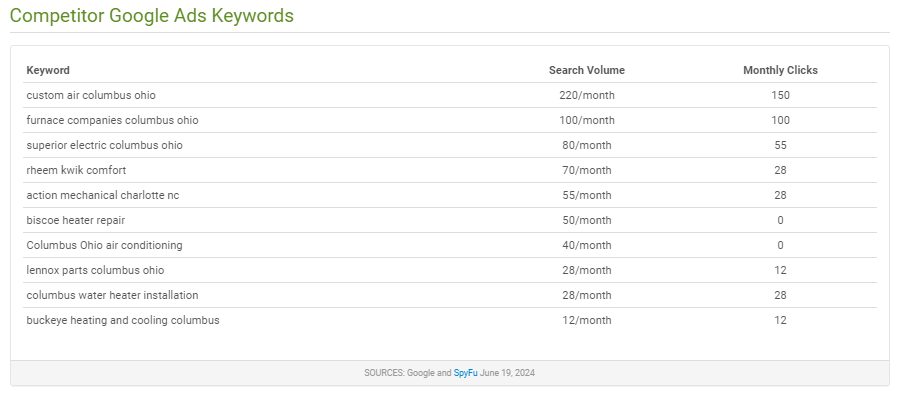 Competitor Google Ads Keywords
Keyword Search Volume Monthly Clicks
custom air columbus ohio 220/month 150
furnace companies columbus ohio 100/month 100
superior electric columbus ohio 80/month 55
rheem kwik comfort 70/month 28
action mechanical charlotte nc 55/month 28
biscoe heater repair 50/month 0
Columbus Ohio air conditioning 40/month 0
lennox parts columbus ohio 28/month 12
columbus water heater installation 28/month 28
buckeye heating and cooling columbus 12/month 12
SOURCES: Google and SpyFu June 19, 2024